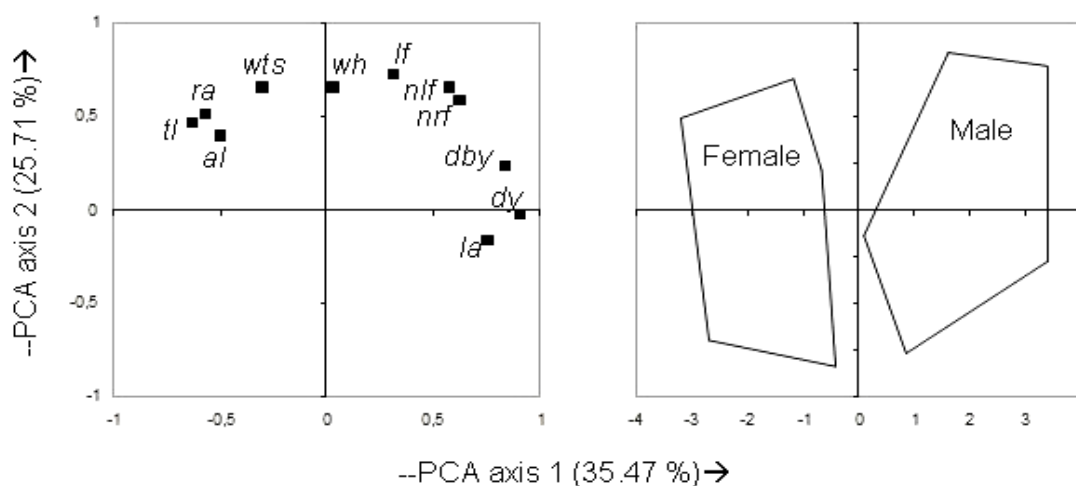 --PCA axis 2 (25.71 %)→
1
0,5
0
-0,5
-1
-1
-0,5
0
0,5
1
wts
wh
lf
ra
nlf
tl
nrf
al
dby
dy
la
Female
Male
-4
-3
-2
-1
0
1
2
3
--PCA axis 1 (35.47 %)→